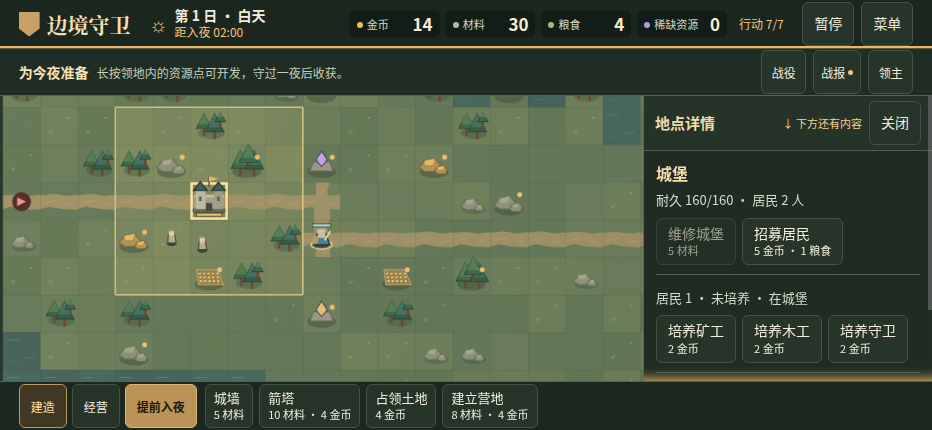 边境守卫
第 1 日 · 白天
距入夜 02:00
金币 14
材料 30
粮食 4
稀缺资源 0
行动 7/7
暂停
菜单
为今夜准备 长按领地内的资源点可开发，守过一夜后收获。
战役
战报
领主
地点详情
↓ 下方还有内容
关闭
城堡
耐久 160/160 · 居民 2 人
维修城堡
5 材料
招募居民
5 金币 · 1 粮食
居民 1 · 未培养 · 在城堡
培养矿工
2 金币
培养木工
2 金币
培养守卫
2 金币
建造
经营
提前入夜
城墙
5 材料
箭塔
10 材料 · 4 金币
占领土地
4 金币
建立营地
8 材料 · 4 金币